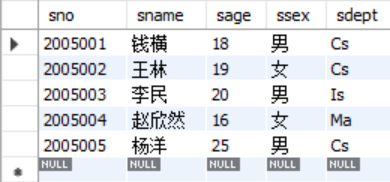 sno sname sage ssex sdept
2005001 钱横 18 男 Cs
2005002 王林 19 女 Cs
2005003 李民 20 男 Is
2005004 赵欣然 16 女 Ma
2005005 杨洋 25 男 Cs
NULL NULL NULL NULL NULL